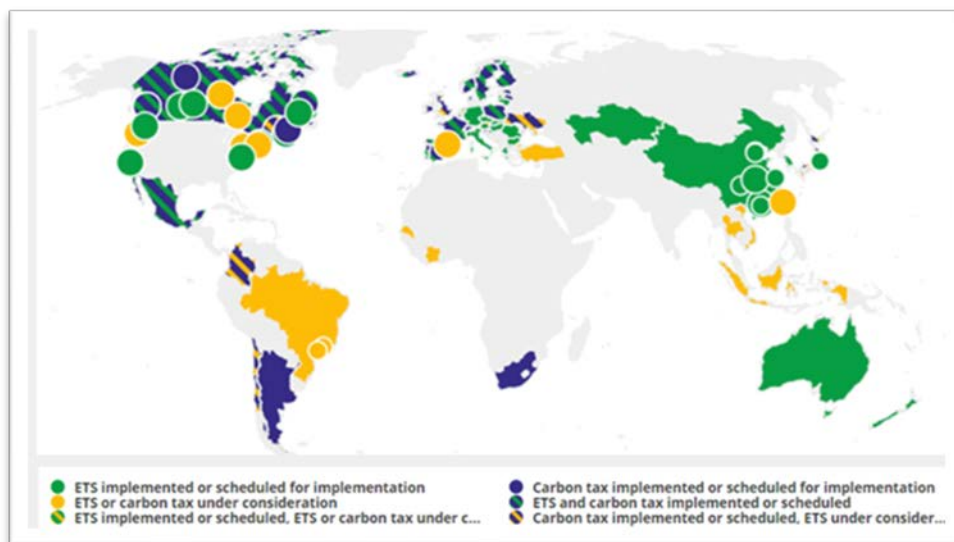 ETS implemented or scheduled for implementation
Carbon tax implemented or scheduled for implementation
ETS or carbon tax under consideration
ETS and carbon tax implemented or scheduled
ETS implemented or scheduled, ETS or carbon tax under c...
Carbon tax implemented or scheduled, ETS under consider...